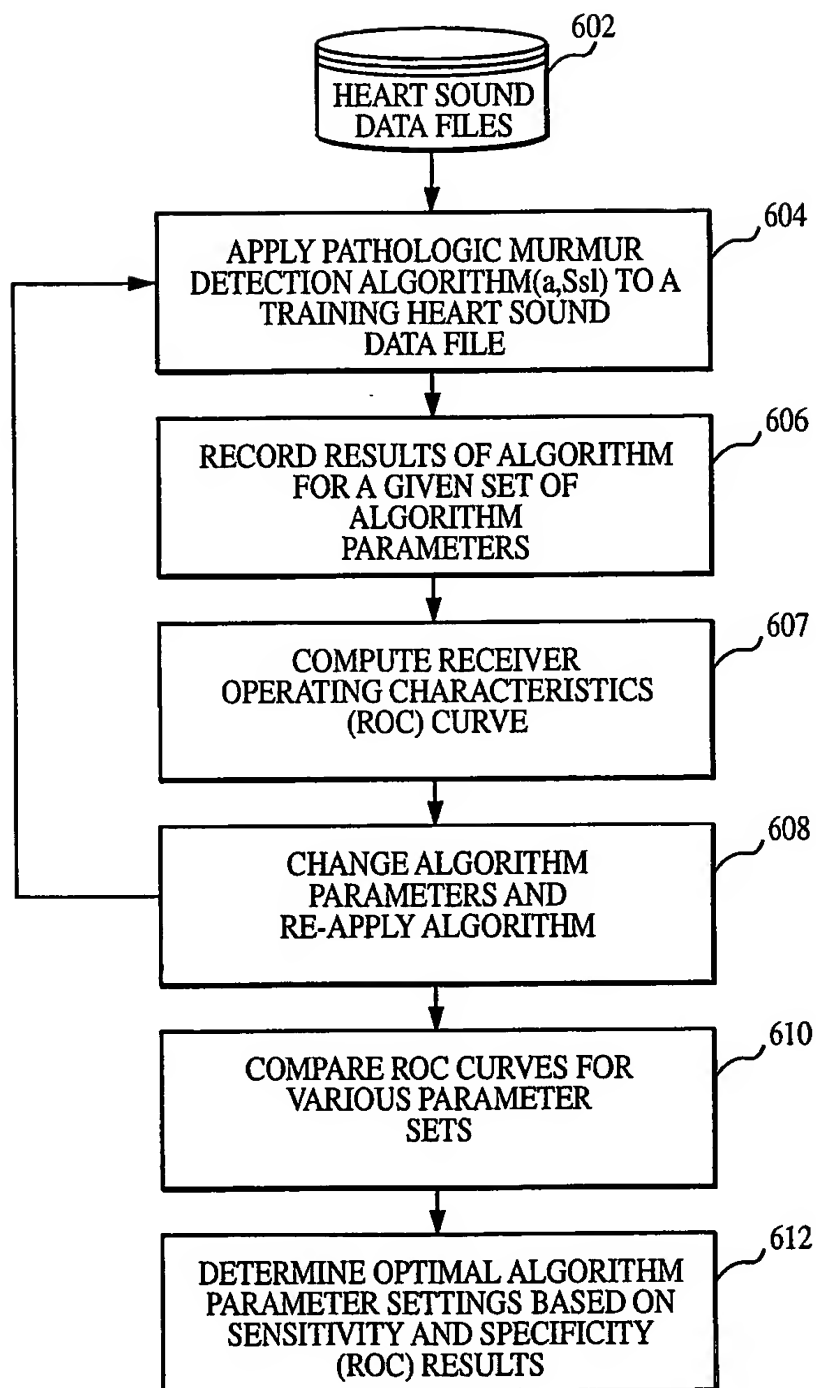 602
HEART SOUND
DATA FILES
604
APPLY PATHOLOGIC MURMUR
DETECTION ALGORITHM(a,Ssl) TO A
TRAINING HEART SOUND
DATA FILE
606
RECORD RESULTS OF ALGORITHM
FOR A GIVEN SET OF
ALGORITHM
PARAMETERS
607
COMPUTE RECEIVER
OPERATING CHARACTERISTICS
(ROC) CURVE
608
CHANGE ALGORITHM
PARAMETERS AND
RE-APPLY ALGORITHM
610
COMPARE ROC CURVES FOR
VARIOUS PARAMETER
SETS
612
DETERMINE OPTIMAL ALGORITHM
PARAMETER SETTINGS BASED ON
SENSITIVITY AND SPECIFICITY
(ROC) RESULTS